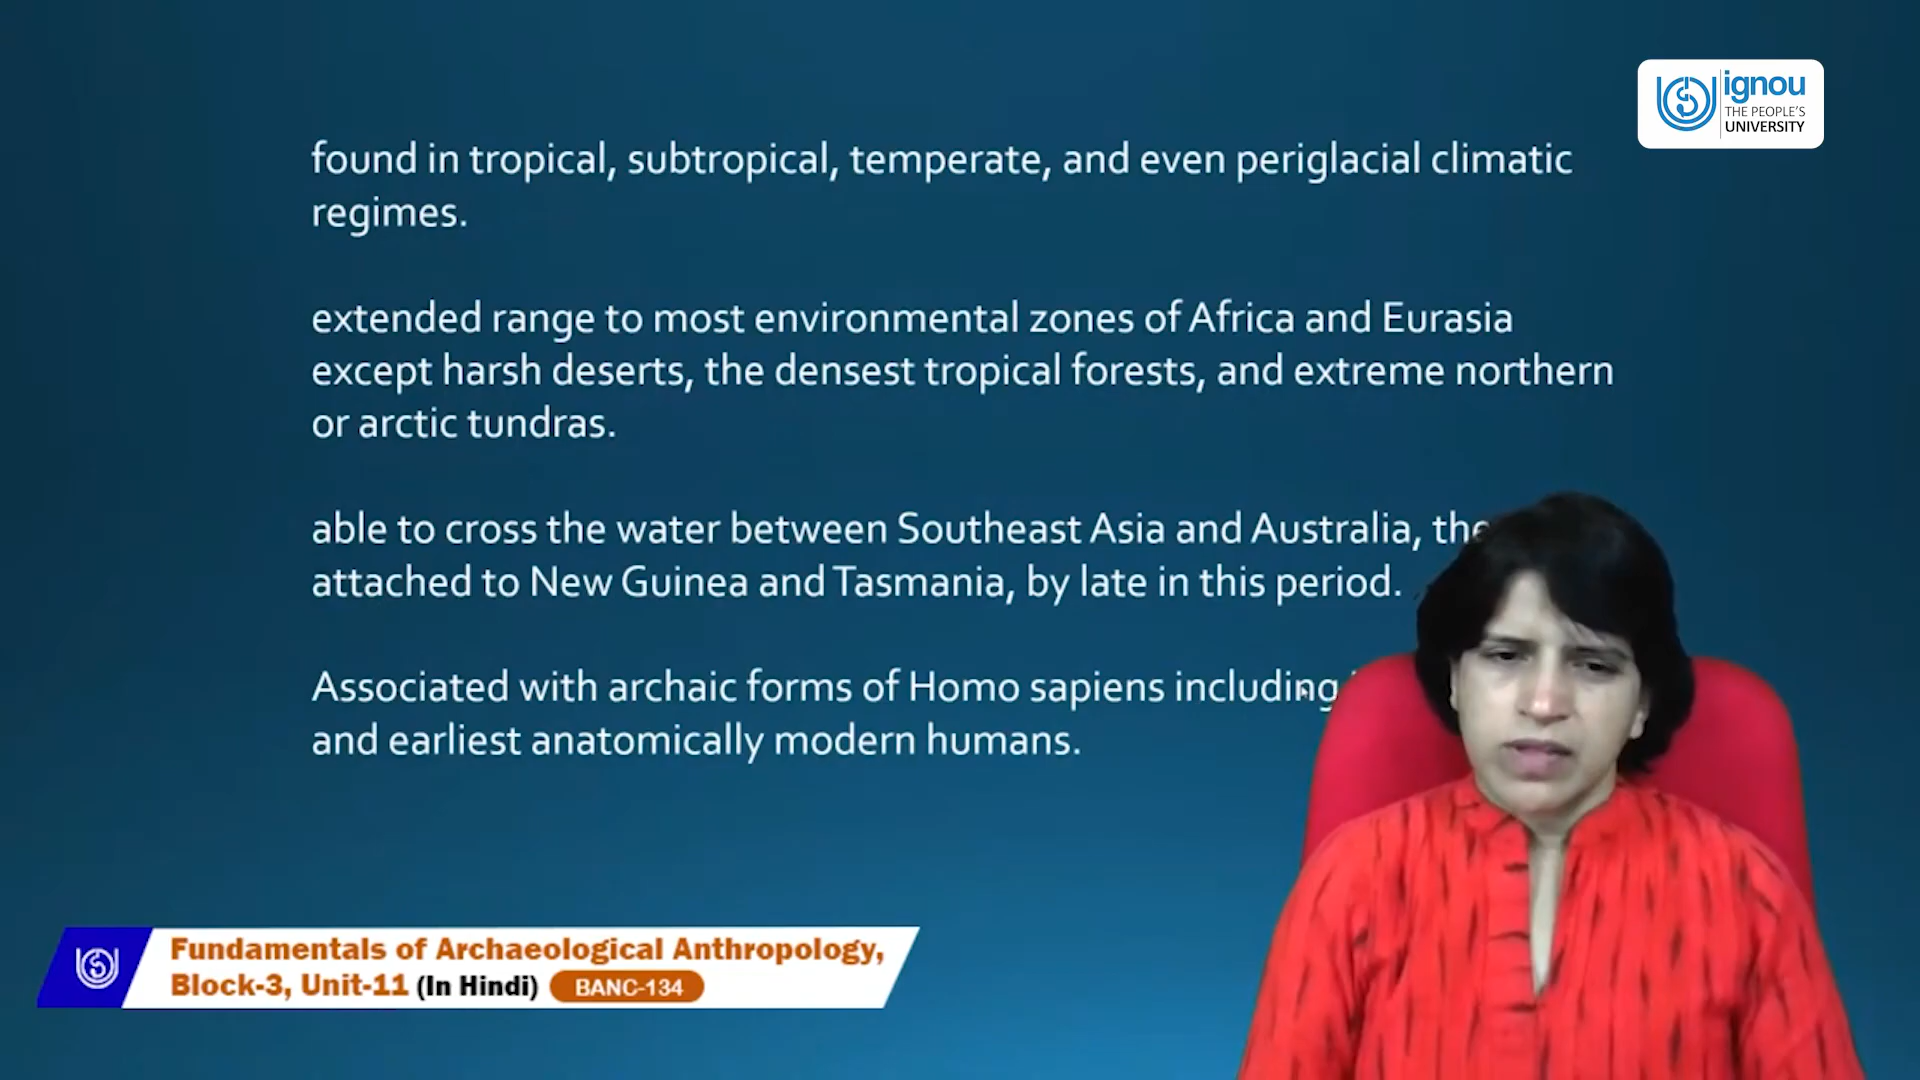 ignou
THE PEOPLE'S
UNIVERSITY
found in tropical, subtropical, temperate, and even periglacial climatic
regimes.
extended range to most environmental zones of Africa and Eurasia
except harsh deserts, the densest tropical forests, and extreme northern
or arctic tundras.
able to cross the water between Southeast Asia and Australia,
attached to New Guinea and Tasmania, by late in this period.
Associated with archaic forms of Homo sapiens including
and earliest anatomically modern humans.
Fundamentals of Archaeological Anthropology,
Block-3, Unit-11 (In Hindi) BANC-134